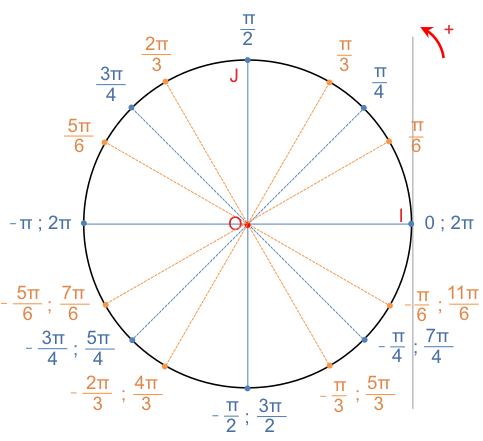 π/2
2π/3
π/3
+
3π/4
π/4
J
5π/6
π/6
-π ; 2π
O
I
0 ; 2π
-5π/6 ; 7π/6
-π/6 ; 11π/6
-3π/4 ; 5π/4
-π/4 ; 7π/4
-2π/3 ; 4π/3
-π/3 ; 5π/3
-π/2 ; 3π/2